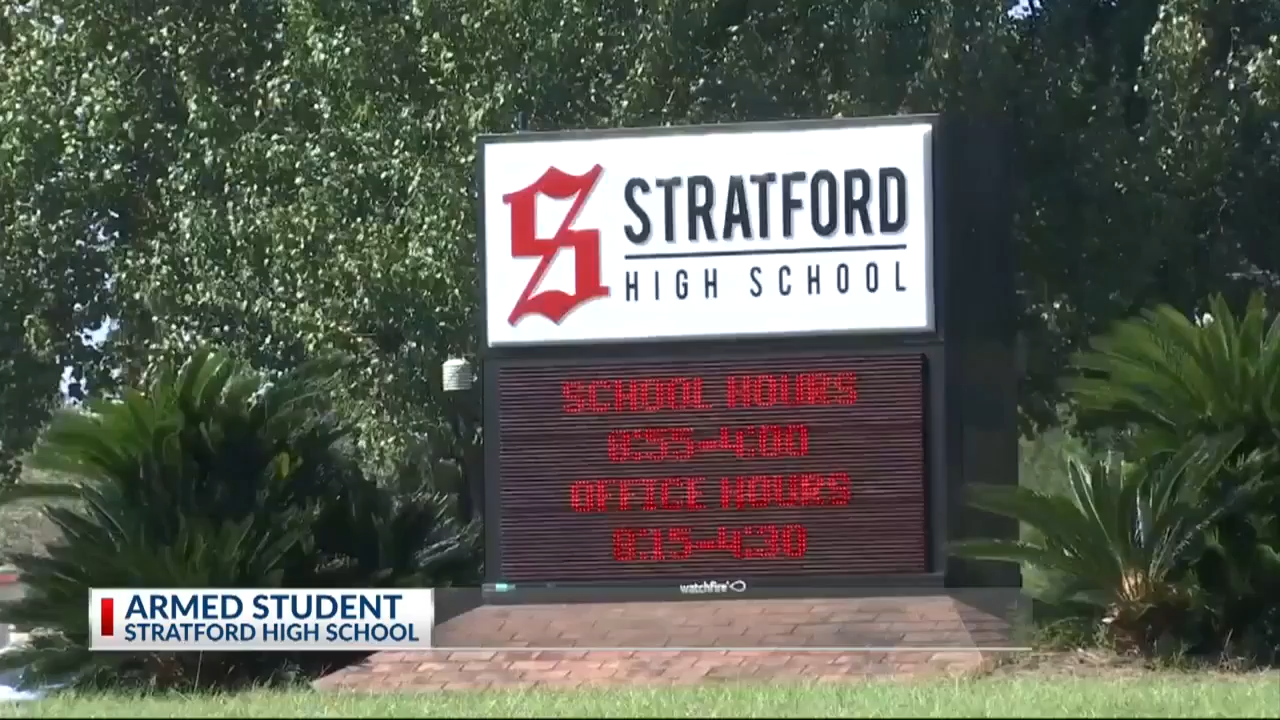 S STRATFORD
HIGH SCHOOL
SCHOOL HOURS
8:55-4:00
OFFICE HOURS
8:15-4:30
watchfire
ARMED STUDENT
STRATFORD HIGH SCHOOL